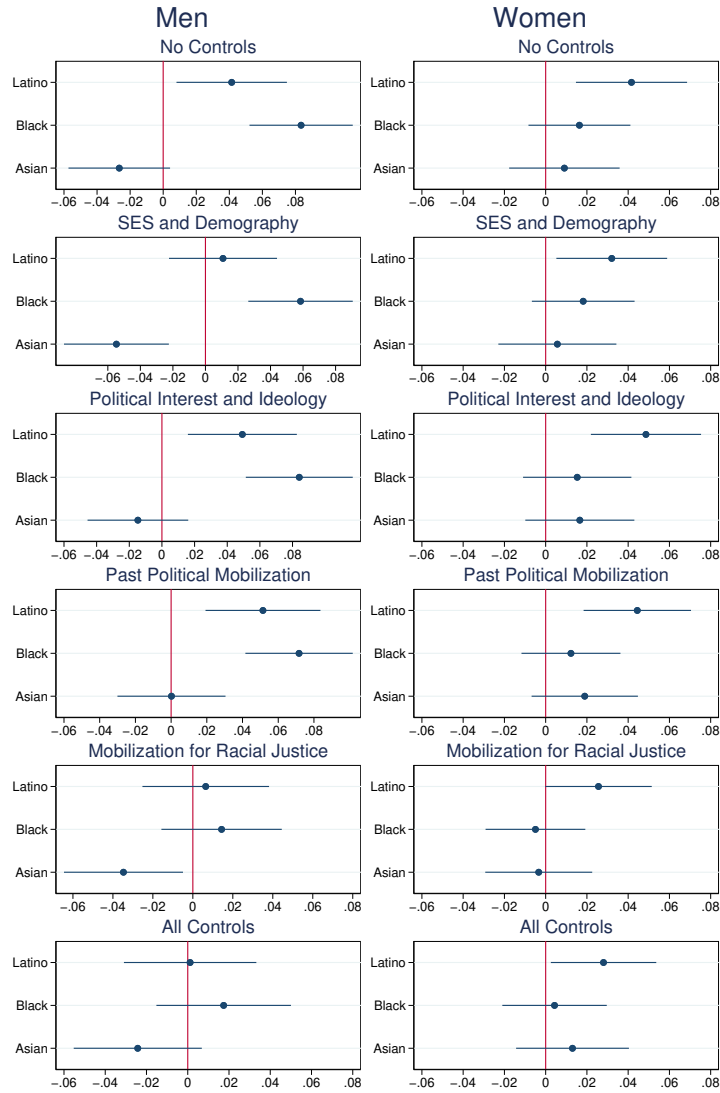 Men Women
No Controls No Controls
Latino Latino
Black Black
Asian Asian
-.06 -.04 -.02 0 .02 .04 .06 .08 -.06 -.04 -.02 0 .02 .04 .06 .08
SES and Demography SES and Demography
Latino Latino
Black Black
Asian Asian
-.06 -.04 -.02 0 .02 .04 .06 .08 -.06 -.04 -.02 0 .02 .04 .06 .08
Political Interest and Ideology Political Interest and Ideology
Latino Latino
Black Black
Asian Asian
-.06 -.04 -.02 0 .02 .04 .06 .08 -.06 -.04 -.02 0 .02 .04 .06 .08
Past Political Mobilization Past Political Mobilization
Latino Latino
Black Black
Asian Asian
-.06 -.04 -.02 0 .02 .04 .06 .08 -.06 -.04 -.02 0 .02 .04 .06 .08
Mobilization for Racial Justice Mobilization for Racial Justice
Latino Latino
Black Black
Asian Asian
-.06 -.04 -.02 0 .02 .04 .06 .08 -.06 -.04 -.02 0 .02 .04 .06 .08
All Controls All Controls
Latino Latino
Black Black
Asian Asian
-.06 -.04 -.02 0 .02 .04 .06 .08 -.06 -.04 -.02 0 .02 .04 .06 .08